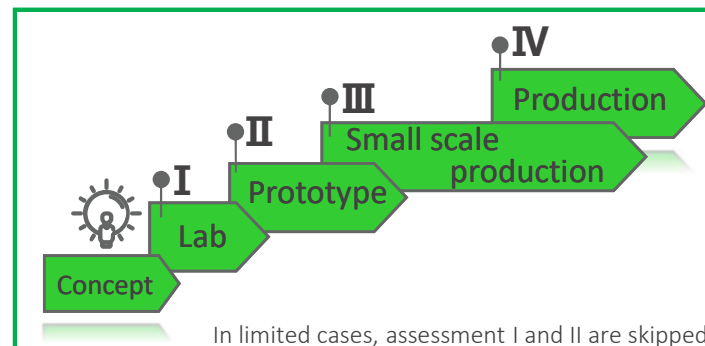 Ⅳ
Production
Ⅲ
Small scale
production
Ⅱ
Prototype
Ⅰ
Lab
Concept
In limited cases, assessment I and II are skipped